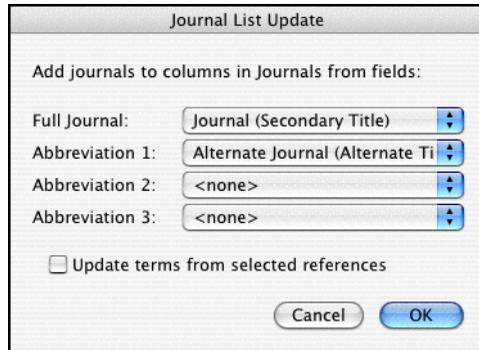 Journal List Update
Add journals to columns in Journals from fields:
Full Journal: Journal (Secondary Title)
Abbreviation 1: Alternate Journal (Alternate Ti
Abbreviation 2: <none>
Abbreviation 3: <none>
Update terms from selected references
Cancel OK